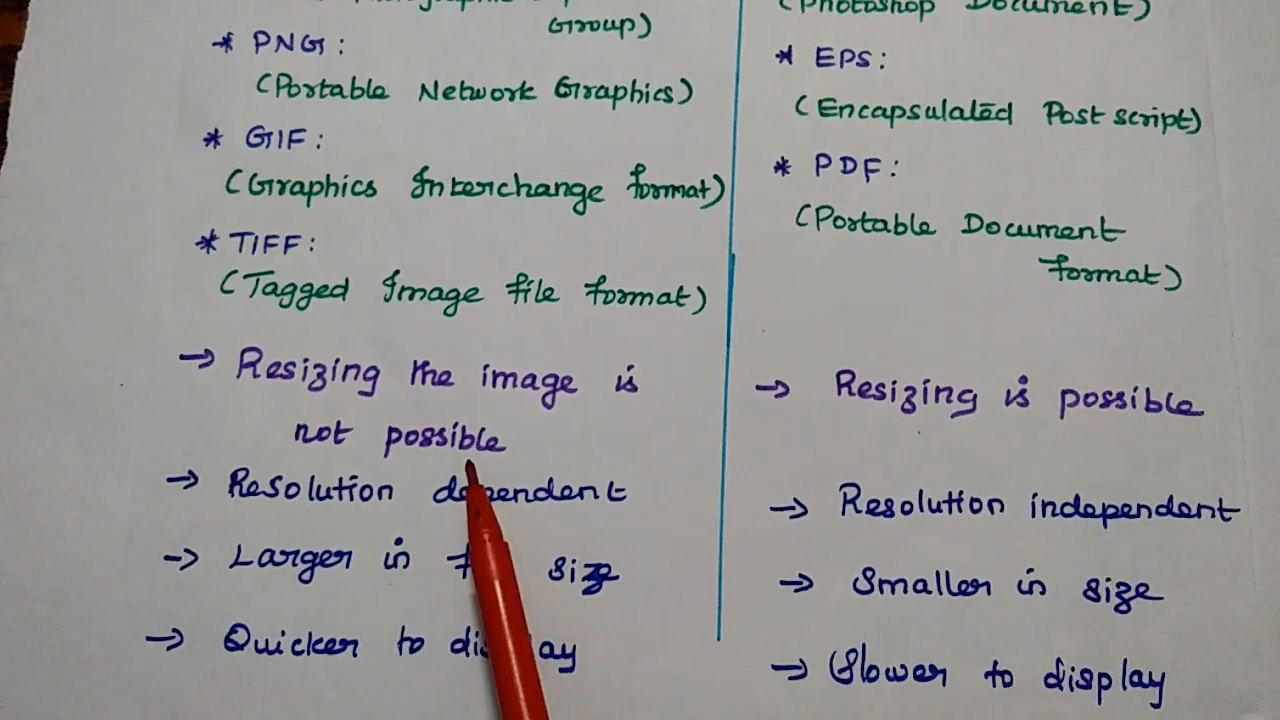 Group)
* PNG:
(Portable Network Graphics)
* GIF:
(Graphics Interchange format)
* TIFF:
(Tagged Image file format)
→ Resizing the image is
not possible
→ Resolution dependent
→ Larger in size
→ Quicker to display
(Photoshop Document)
* EPS:
(Encapsulated Post script)
* PDF:
(Portable Document
format)
→ Resizing is possible
→ Resolution independent
→ Smaller in size
→ Slower to display